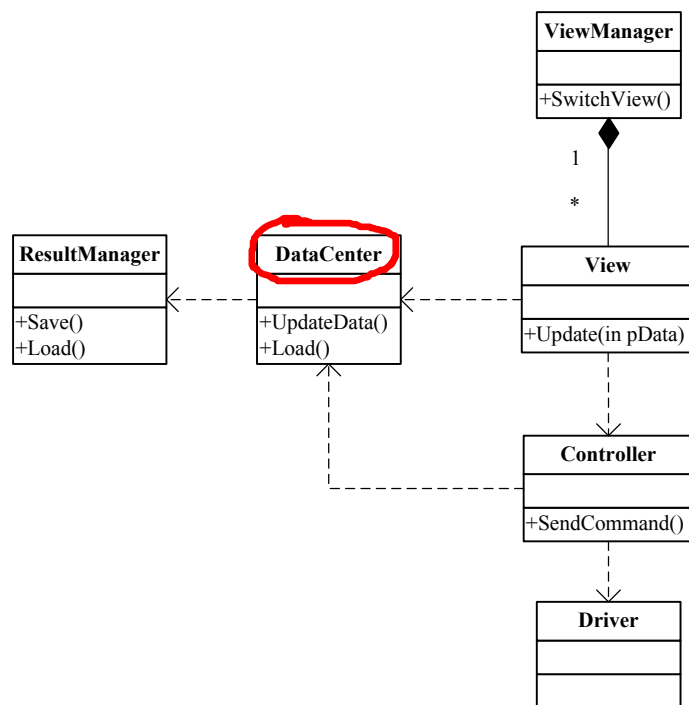 ViewManager
+SwitchView()
1
*
ResultManager
+Save()
+Load()
DataCenter
+UpdateData()
+Load()
View
+Update(in pData)
Controller
+SendCommand()
Driver